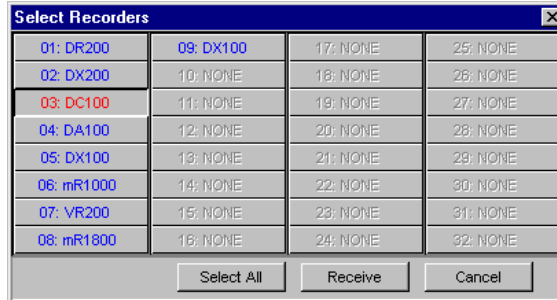 Select Recorders
01: DR200 09: DX100 17: NONE 25: NONE
02: DX200 10: NONE 18: NONE 26: NONE
03: DC100 11: NONE 19: NONE 27: NONE
04: DA100 12: NONE 20: NONE 28: NONE
05: DX100 13: NONE 21: NONE 29: NONE
06: mR1000 14: NONE 22: NONE 30: NONE
07: VR200 15: NONE 23: NONE 31: NONE
08: mR1800 16: NONE 24: NONE 32: NONE
Select All Receive Cancel